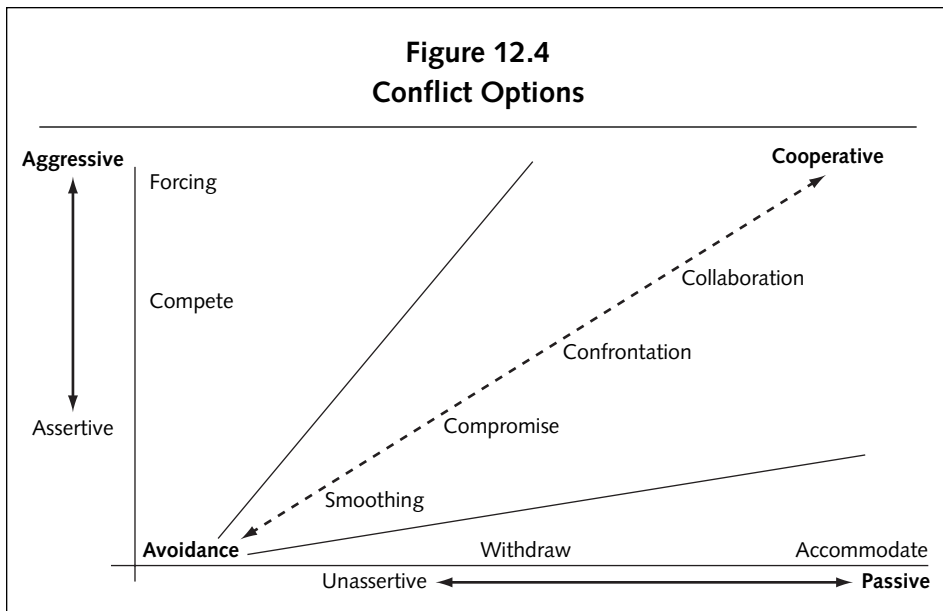 Figure 12.4
Conflict Options
Aggressive
Cooperative
Forcing
Collaboration
Compete
Confrontation
Assertive
Compromise
Smoothing
Avoidance
Withdraw
Accommodate
Unassertive
Passive